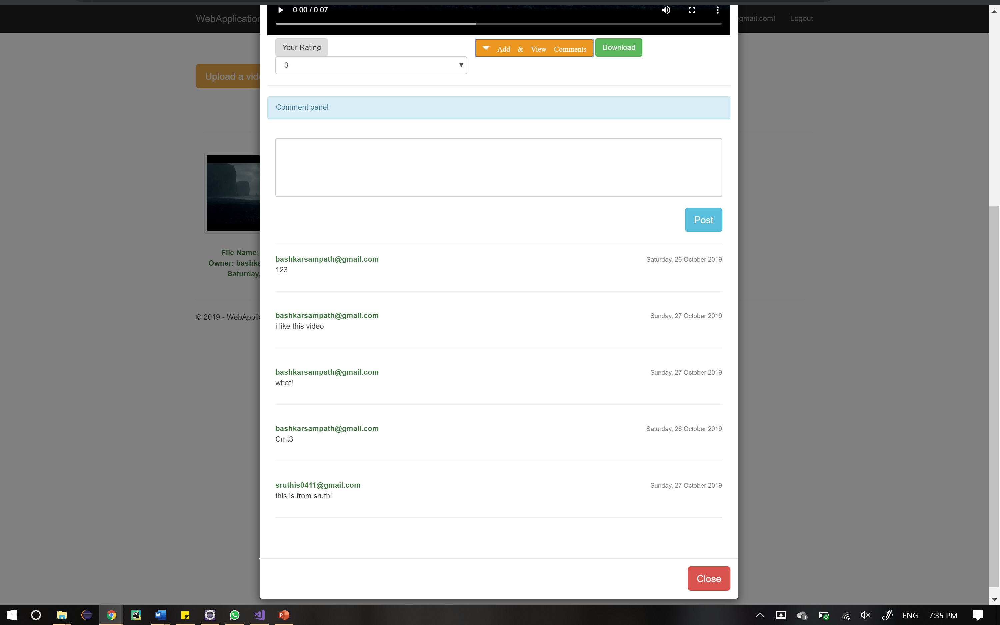 0:00 / 0:07
WebApplication
gmail.com! Logout
Your Rating
Add & View Comments
Download
3
Upload a vid
Comment panel
Post
bashkarsampath@gmail.com Saturday, 26 October 2019
123
File Name:
Owner: bashka
Saturday,
bashkarsampath@gmail.com Sunday, 27 October 2019
i like this video
© 2019 - WebAppli
bashkarsampath@gmail.com Sunday, 27 October 2019
what!
bashkarsampath@gmail.com Saturday, 26 October 2019
Cmt3
sruthis0411@gmail.com Sunday, 27 October 2019
this is from sruthi
Close
PC W P ENG 7:35 PM